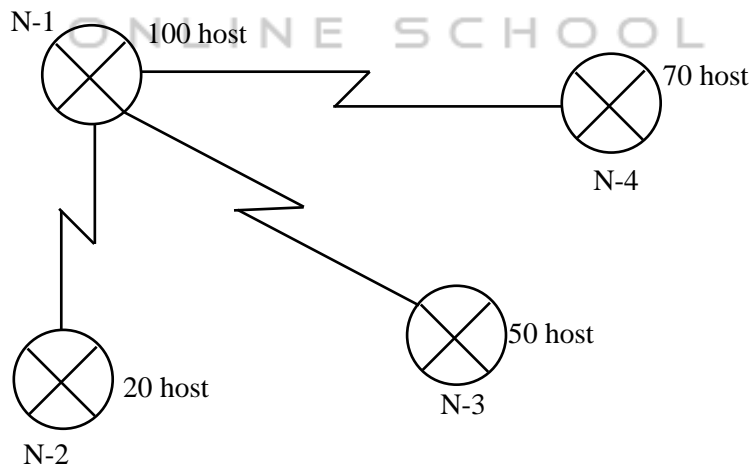 ONLINE SCHOOL
N-1
100 host
70 host
N-4
50 host
N-3
20 host
N-2